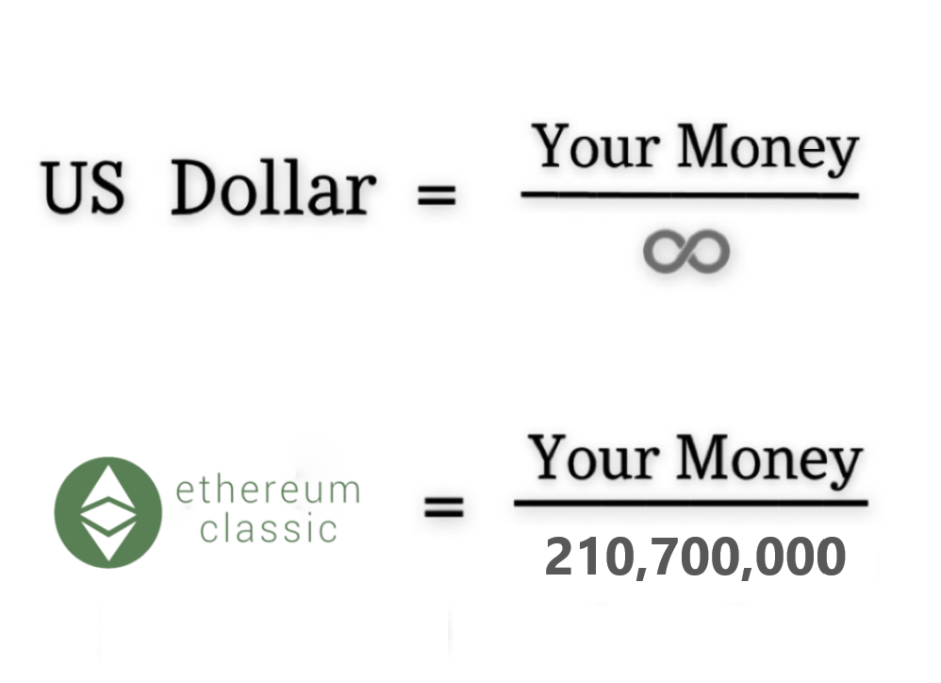 Your Money
US Dollar =
∞
Your Money
ethereum
classic
=
210,700,000